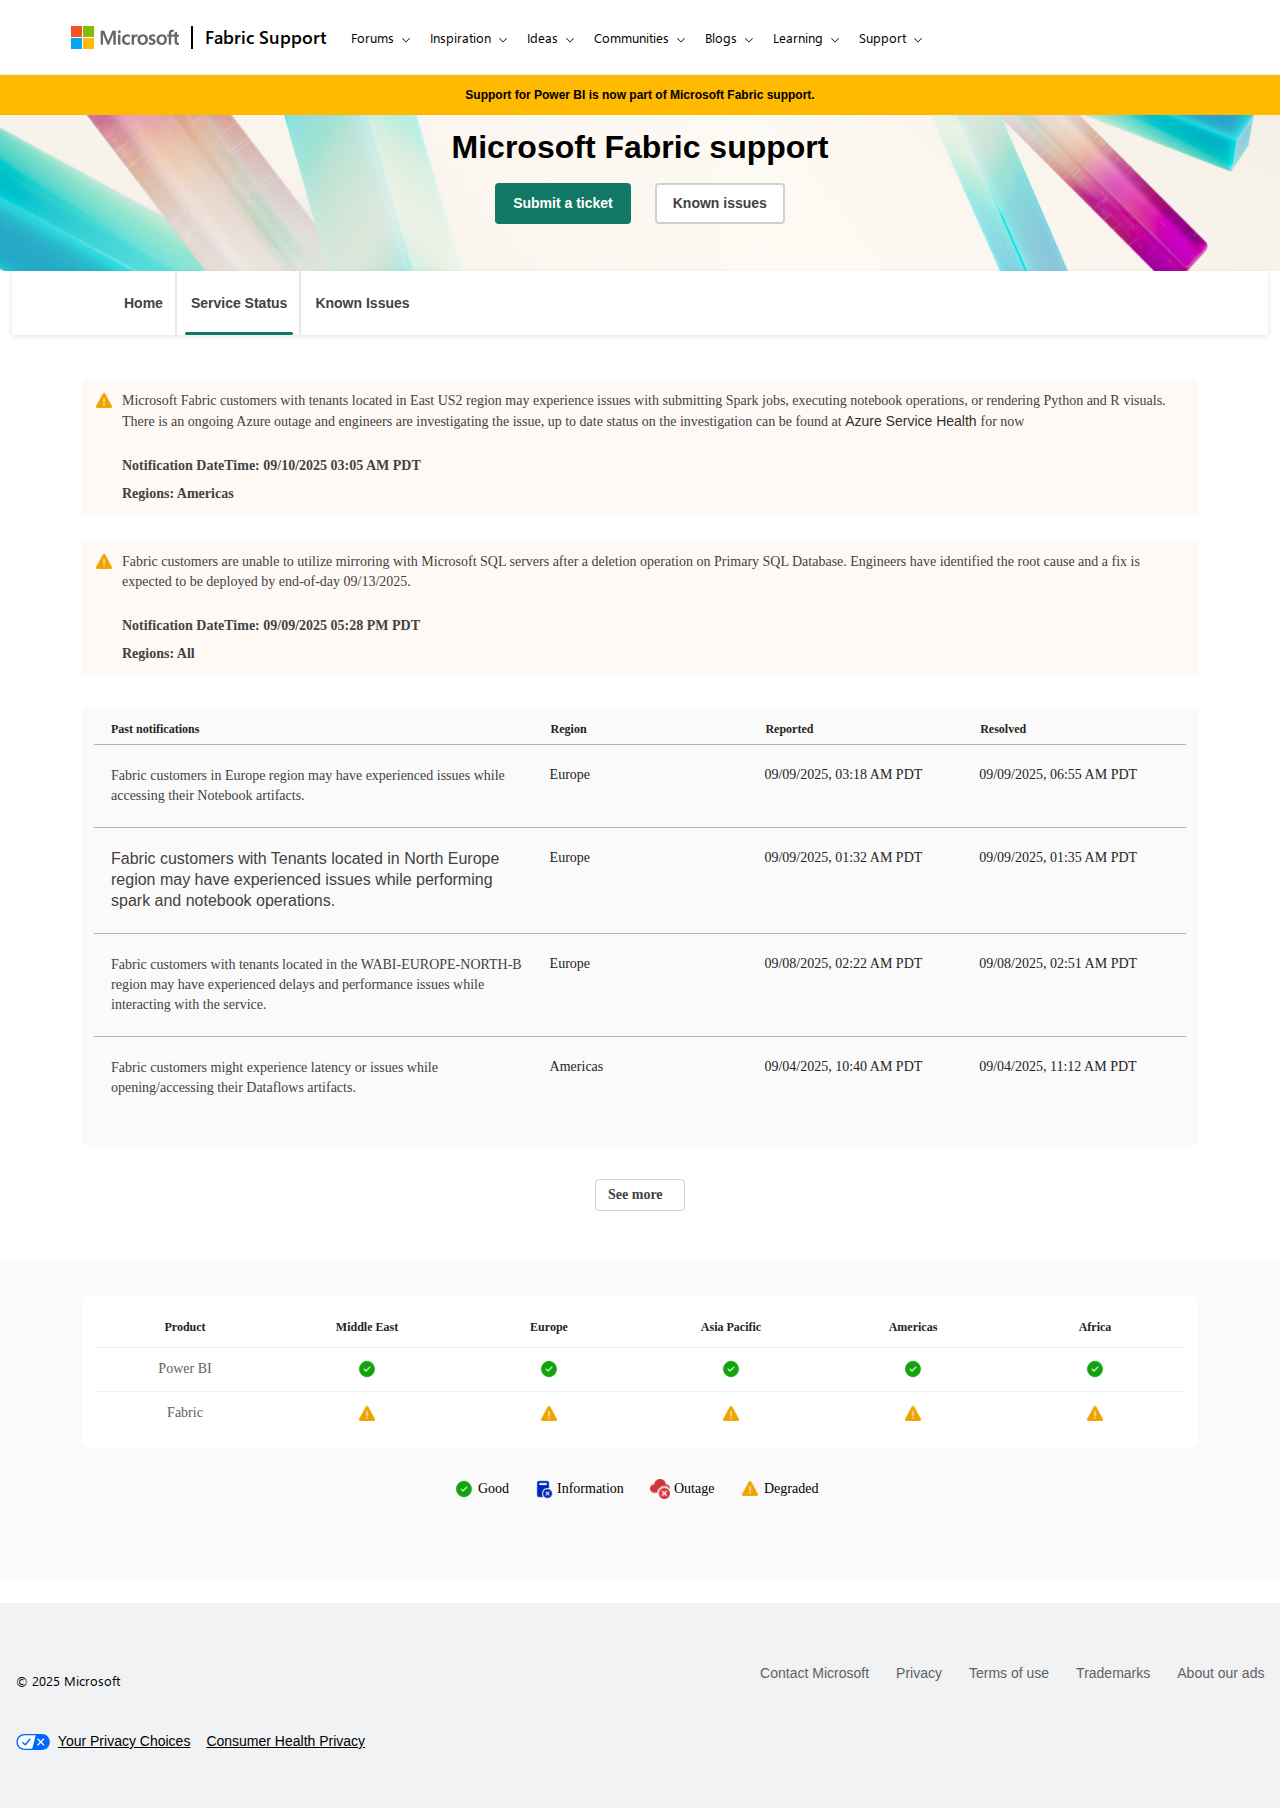 Microsoft | Fabric Support Forums Inspiration Ideas Communities Blogs Learning Support
Support for Power BI is now part of Microsoft Fabric support.
Microsoft Fabric support
Submit a ticket Known issues
Home Service Status Known Issues
Microsoft Fabric customers with tenants located in East US2 region may experience issues with submitting Spark jobs, executing notebook operations, or rendering Python and R visuals.
There is an ongoing Azure outage and engineers are investigating the issue, up to date status on the investigation can be found at Azure Service Health for now
Notification DateTime: 09/10/2025 03:05 AM PDT
Regions: Americas
Fabric customers are unable to utilize mirroring with Microsoft SQL servers after a deletion operation on Primary SQL Database. Engineers have identified the root cause and a fix is
expected to be deployed by end-of-day 09/13/2025.
Notification DateTime: 09/09/2025 05:28 PM PDT
Regions: All
Past notifications Region Reported Resolved
Fabric customers in Europe region may have experienced issues while Europe 09/09/2025, 03:18 AM PDT 09/09/2025, 06:55 AM PDT
accessing their Notebook artifacts.
Fabric customers with Tenants located in North Europe Europe 09/09/2025, 01:32 AM PDT 09/09/2025, 01:35 AM PDT
region may have experienced issues while performing
spark and notebook operations.
Fabric customers with tenants located in the WABI-EUROPE-NORTH-B Europe 09/08/2025, 02:22 AM PDT 09/08/2025, 02:51 AM PDT
region may have experienced delays and performance issues while
interacting with the service.
Fabric customers might experience latency or issues while Americas 09/04/2025, 10:40 AM PDT 09/04/2025, 11:12 AM PDT
opening/accessing their Dataflows artifacts.
See more
Product Middle East Europe Asia Pacific Americas Africa
Power BI
Fabric
Good Information Outage Degraded
© 2025 Microsoft Contact Microsoft Privacy Terms of use Trademarks About our ads
Your Privacy Choices Consumer Health Privacy